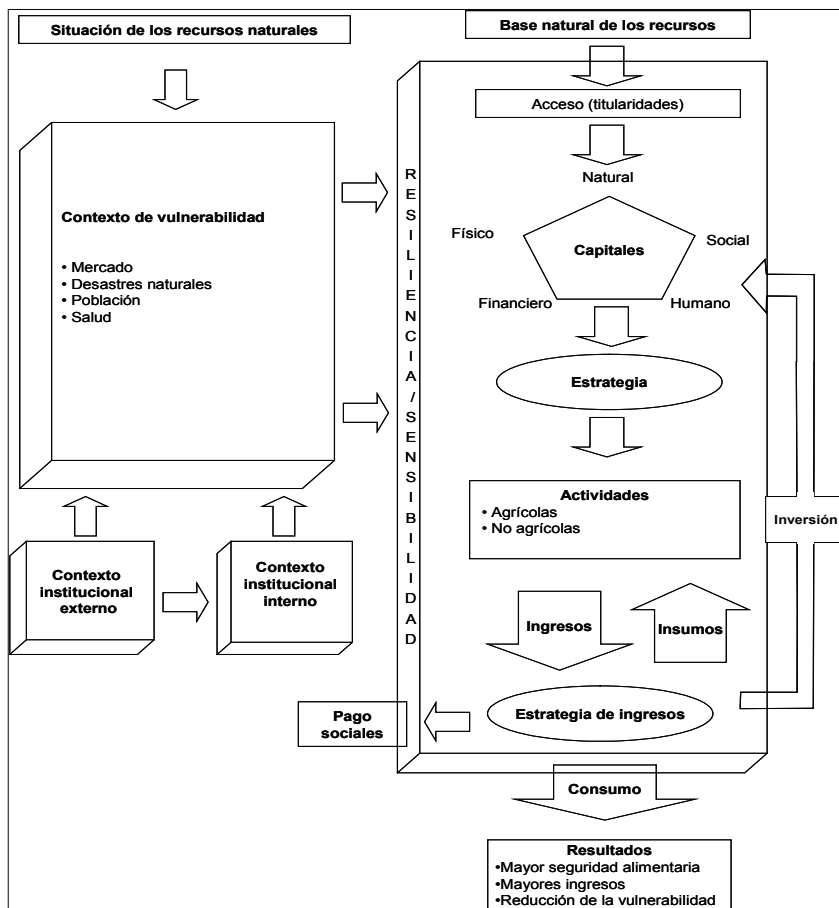 Situación de los recursos naturales
Base natural de los recursos
Acceso (titularidades)
Natural
Físico
Capitales
Social
Financiero
Humano
Contexto de vulnerabilidad
• Mercado
• Desastres naturales
• Población
• Salud
RESILIENCIA/SENSIBILIDAD
Estrategia
Actividades
• Agrícolas
• No agrícolas
Inversión
Contexto
institucional
externo
Contexto
institucional
interno
Ingresos
Insumos
Pago
sociales
Estrategia de ingresos
Consumo
Resultados
•Mayor seguridad alimentaria
•Mayores ingresos
•Reducción de la vulnerabilidad